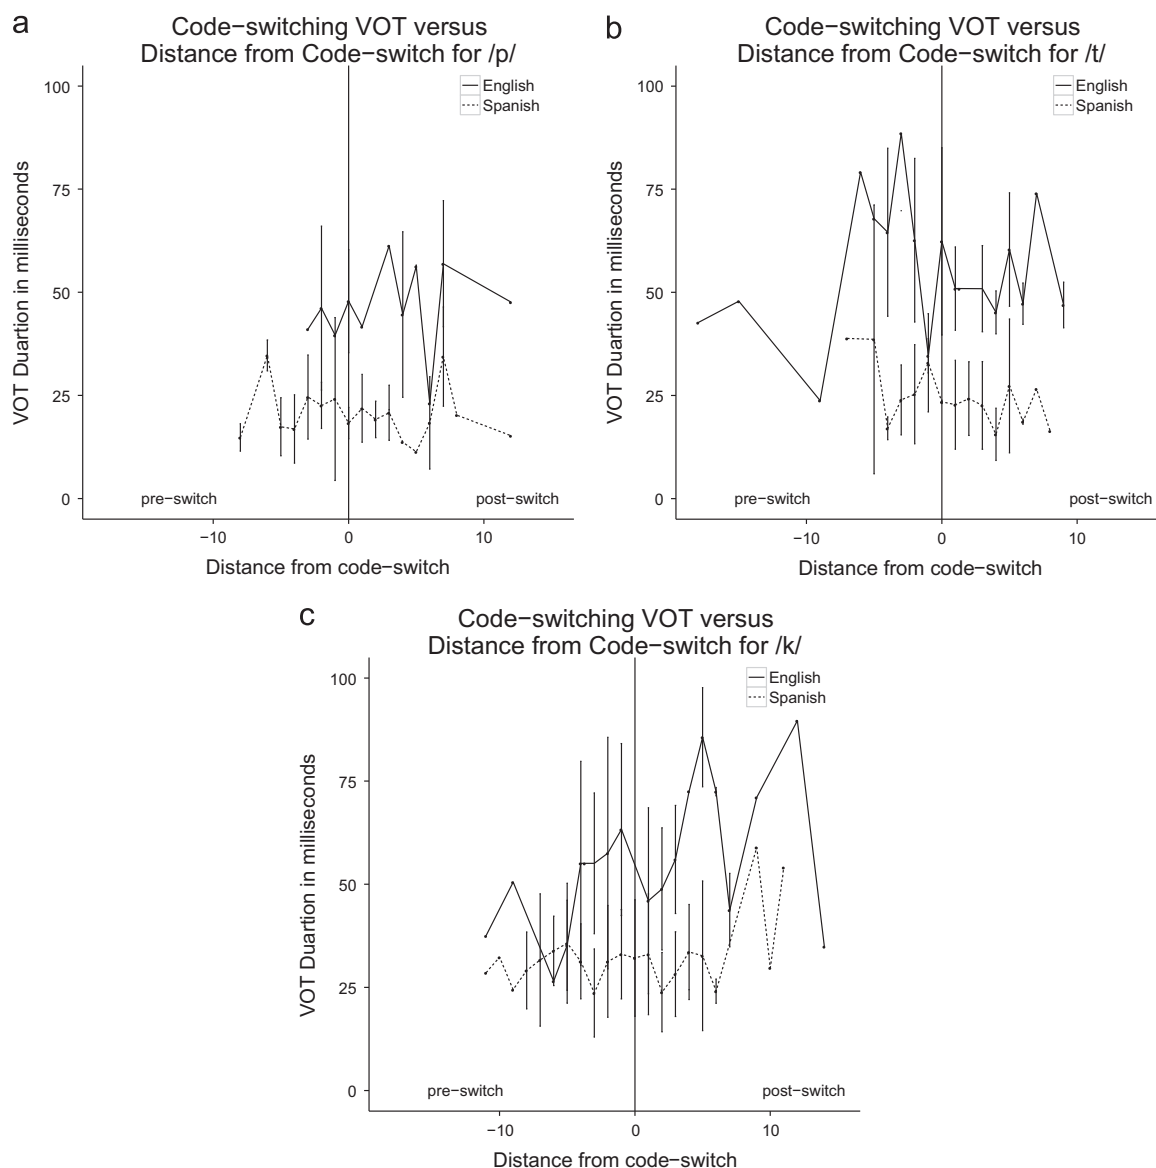 a
Code−switching VOT versus
Distance from Code−switch for /p/
English
Spanish
100
75
50
25
0
VOT Duartion in milliseconds
pre−switch
post−switch
−10
0
10
Distance from code−switch
b
Code−switching VOT versus
Distance from Code−switch for /t/
English
Spanish
100
75
50
25
0
VOT Duartion in milliseconds
pre−switch
post−switch
−10
0
10
Distance from code−switch
c
Code−switching VOT versus
Distance from Code−switch for /k/
English
Spanish
100
75
50
25
0
VOT Duartion in milliseconds
pre−switch
post−switch
−10
0
10
Distance from code−switch